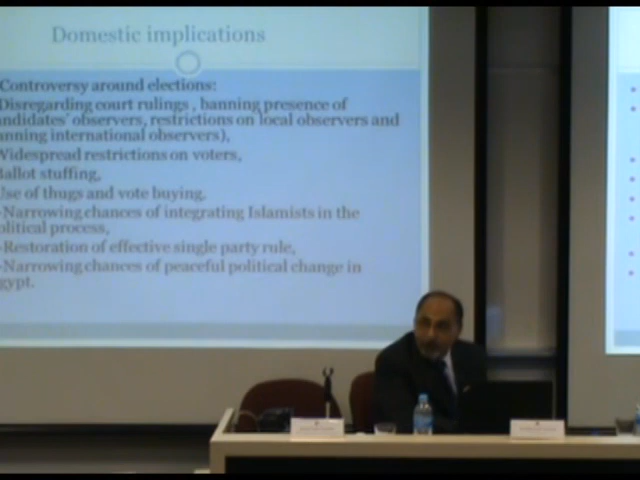 Domestic implications
Controversy around elections:
Disregarding court rulings , banning presence of
andidates' observers, restrictions on local observers and
anning international observers),
Widespread restrictions on voters,
allot stuffing,
Use of thugs and vote buying,
-Narrowing chances of integrating Islamists in the
olitical process,
-Restoration of effective single party rule,
-Narrowing chances of peaceful political change in
gypt.